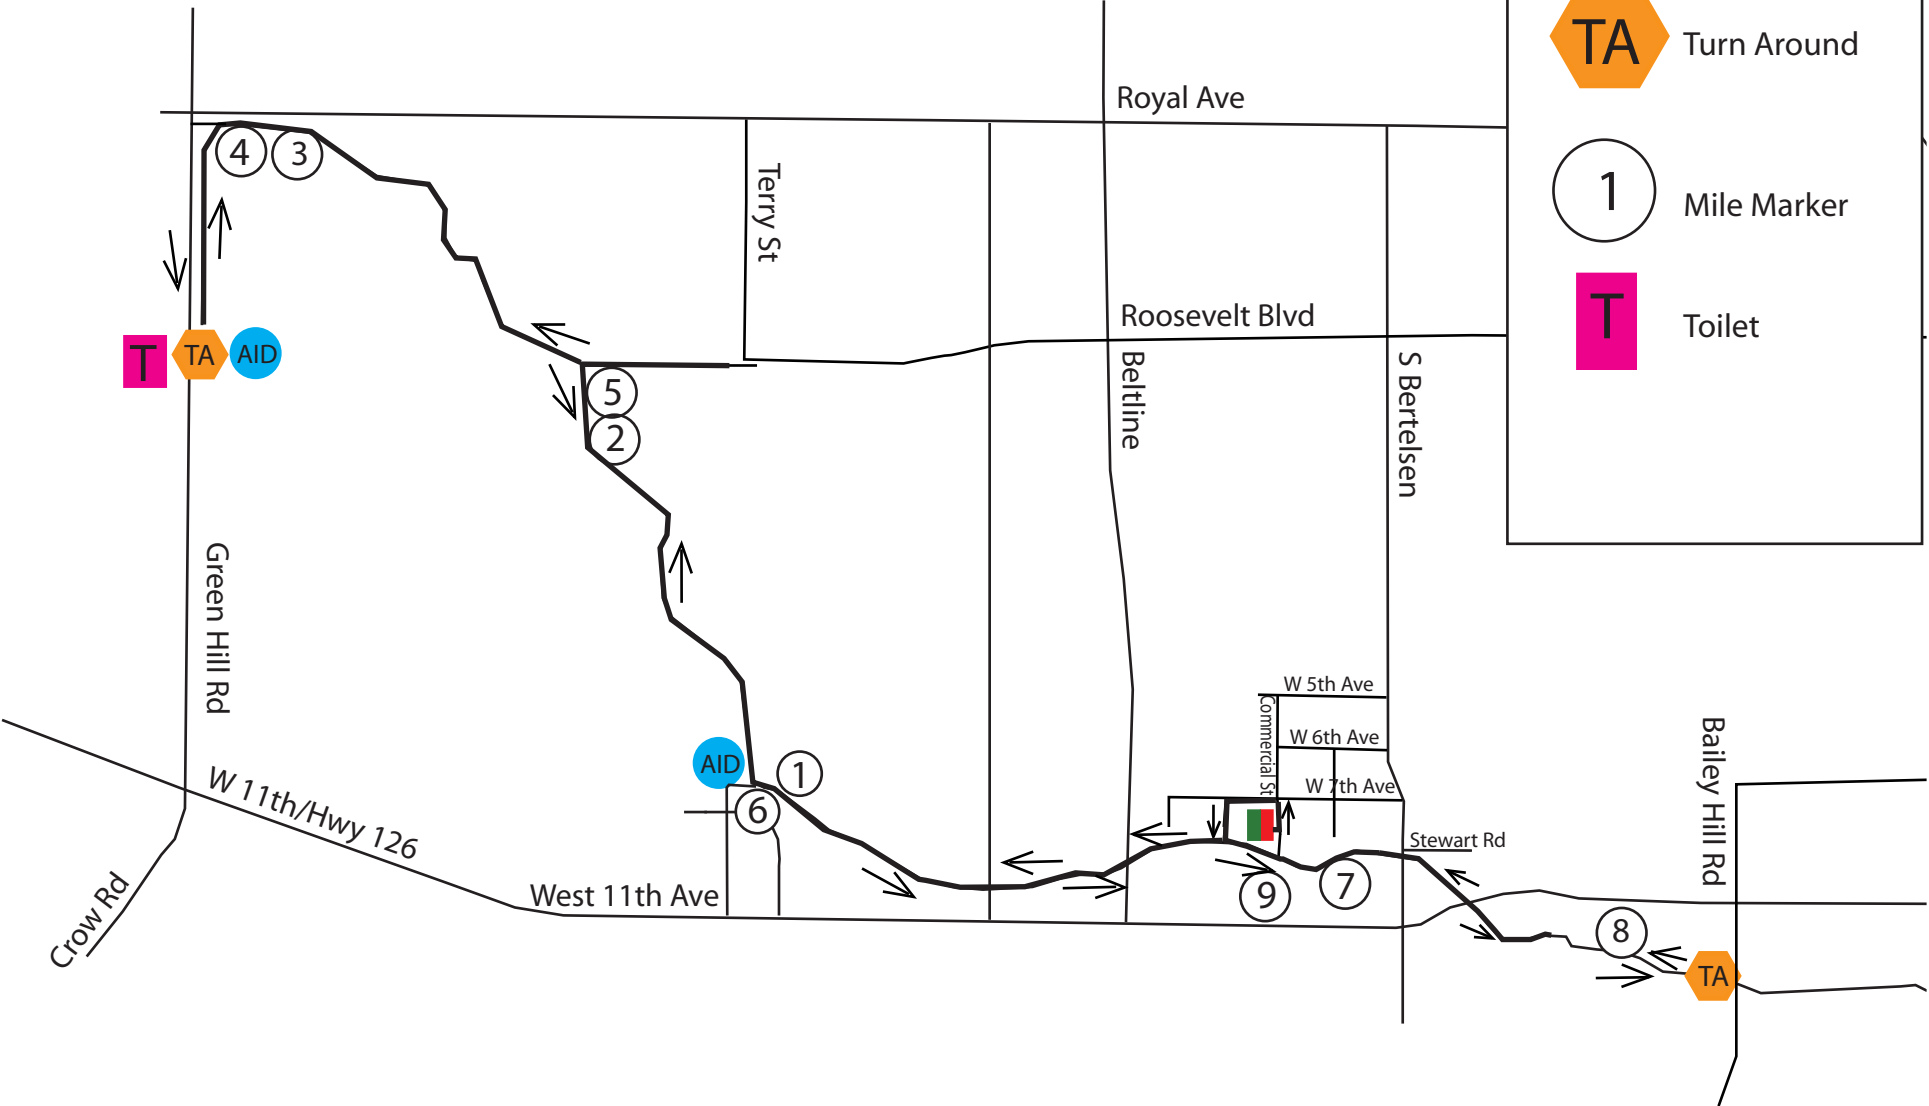 TA
Turn Around
Royal Ave
4
3
1
Mile Marker
Terry St
T
Toilet
Roosevelt Blvd
T
TA
AID
Beltline
S Bertelsen
5
2
Green Hill Rd
W 5th Ave
Commercial St
W 6th Ave
W 7th Ave
Bailey Hill Rd
AID
1
6
W 11th/Hwy 126
Stewart Rd
West 11th Ave
9
7
Crow Rd
8
TA